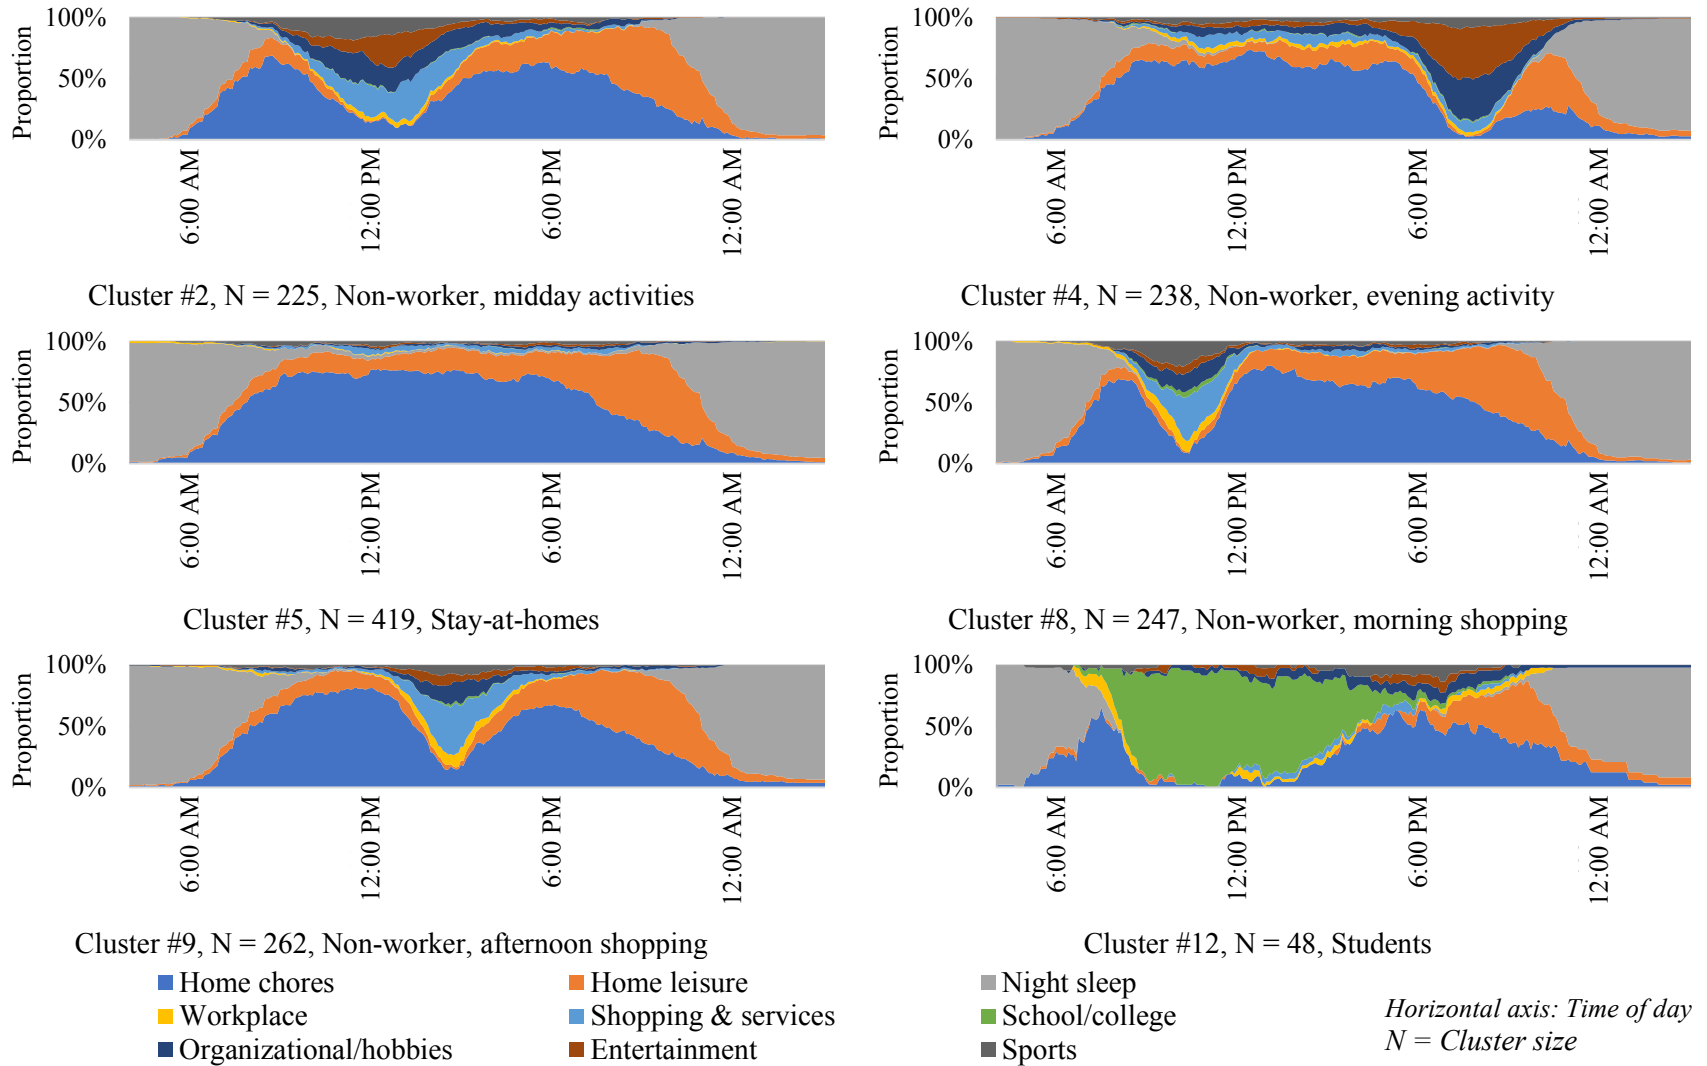 100%
50%
0%
Proportion
6:00 AM
12:00 PM
6:00 PM
12:00 AM
Cluster #2, N = 225, Non-worker, midday activities
100%
50%
0%
Proportion
6:00 AM
12:00 PM
6:00 PM
12:00 AM
Cluster #4, N = 238, Non-worker, evening activity
100%
50%
0%
Proportion
6:00 AM
12:00 PM
6:00 PM
12:00 AM
Cluster #5, N = 419, Stay-at-homes
100%
50%
0%
Proportion
6:00 AM
12:00 PM
6:00 PM
12:00 AM
Cluster #8, N = 247, Non-worker, morning shopping
100%
50%
0%
Proportion
6:00 AM
12:00 PM
6:00 PM
12:00 AM
Cluster #9, N = 262, Non-worker, afternoon shopping
100%
50%
0%
Proportion
6:00 AM
12:00 PM
6:00 PM
12:00 AM
Cluster #12, N = 48, Students
Home chores
Home leisure
Night sleep
Workplace
Shopping & services
School/college
Organizational/hobbies
Entertainment
Sports
Horizontal axis: Time of day
N = Cluster size